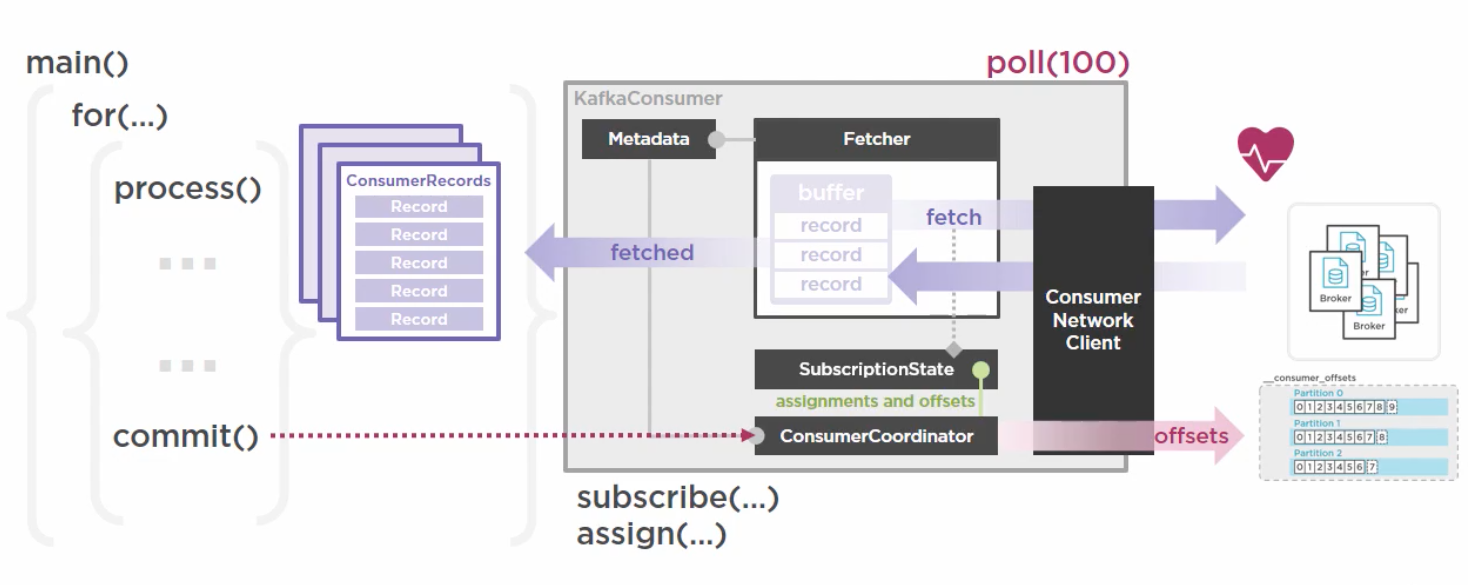 main()
for(...)
process()
...
...
commit()
ConsumerRecords
Record
Record
Record
Record
Record
fetched
poll(100)
KafkaConsumer
Metadata
Fetcher
buffer
record
record
record
fetch
SubscriptionState
assignments and offsets
ConsumerCoordinator
Consumer
Network
Client
offsets
subscribe(...)
assign(...)
er
Broker
ker
Broker
__consumer_offsets
Partition 0
0 1 2 3 4 5 6 7 8 9
Partition 1
0 1 2 3 4 5 6 7 8
Partition 2
0 1 2 3 4 5 6 7